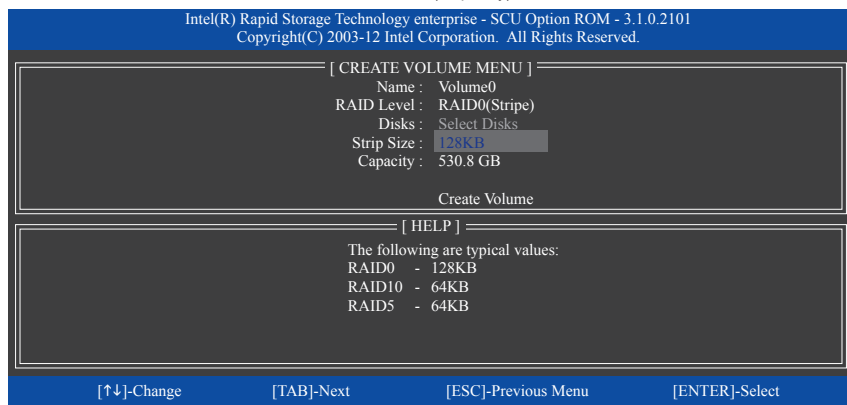 Intel(R) Rapid Storage Technology enterprise - SCU Option ROM - 3.1.0.2101
Copyright(C) 2003-12 Intel Corporation. All Rights Reserved.
[ CREATE VOLUME MENU ]
Name : Volume0
RAID Level : RAID0(Stripe)
Disks : Select Disks
Strip Size : 128KB
Capacity : 530.8 GB
Create Volume
[ HELP ]
The following are typical values:
RAID0 - 128KB
RAID10 - 64KB
RAID5 - 64KB
[↑↓]-Change [TAB]-Next [ESC]-Previous Menu [ENTER]-Select